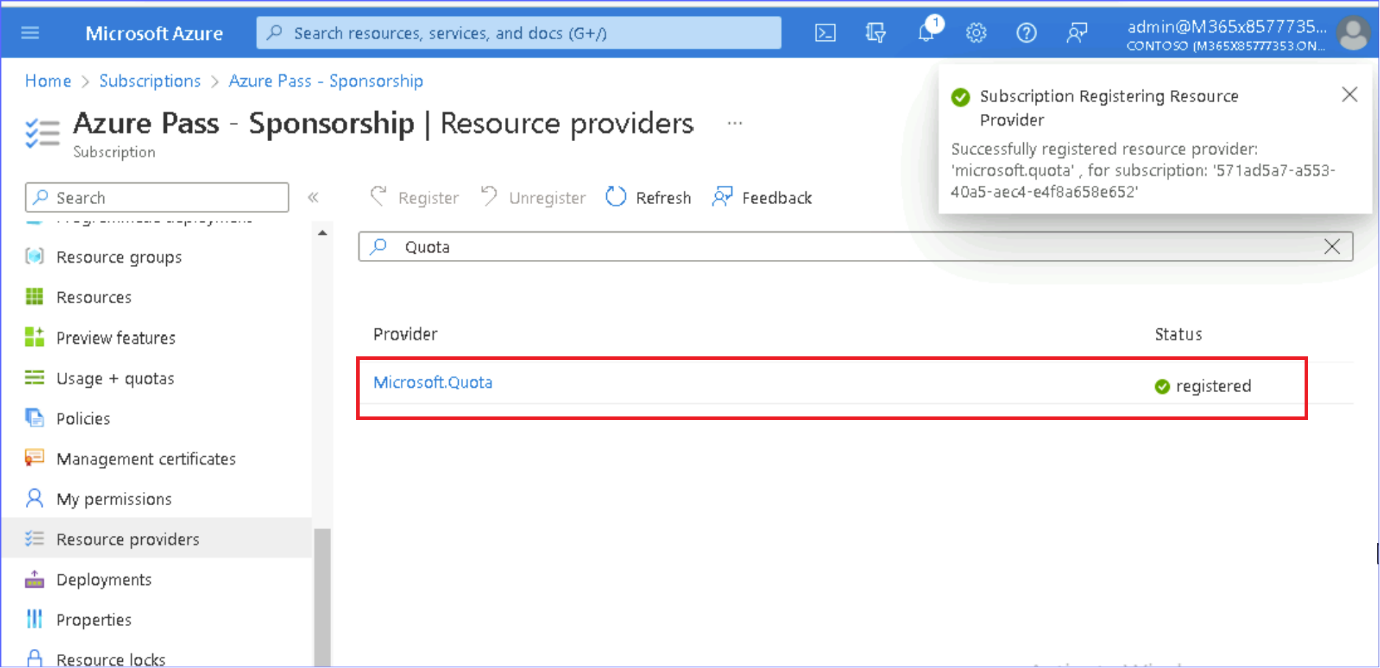 Microsoft Azure
Search resources, services, and docs (G+/)
1
admin@M365x8577735...
CONTOSO (M365X85777353.ON...
Home > Subscriptions > Azure Pass - Sponsorship
Azure Pass - Sponsorship | Resource providers ...
Subscription
Subscription Registering Resource
Provider
Successfully registered resource provider:
'microsoft.quota' , for subscription: '571ad5a7-a553-
40a5-aec4-e4f8a658e652'
Search
«
Register
Unregister
Refresh
Feedback
Programmatic deployment
Resource groups
Resources
Preview features
Usage + quotas
Policies
Management certificates
My permissions
Resource providers
Deployments
Properties
Resource locks
Quota
Provider
Status
Microsoft.Quota
registered